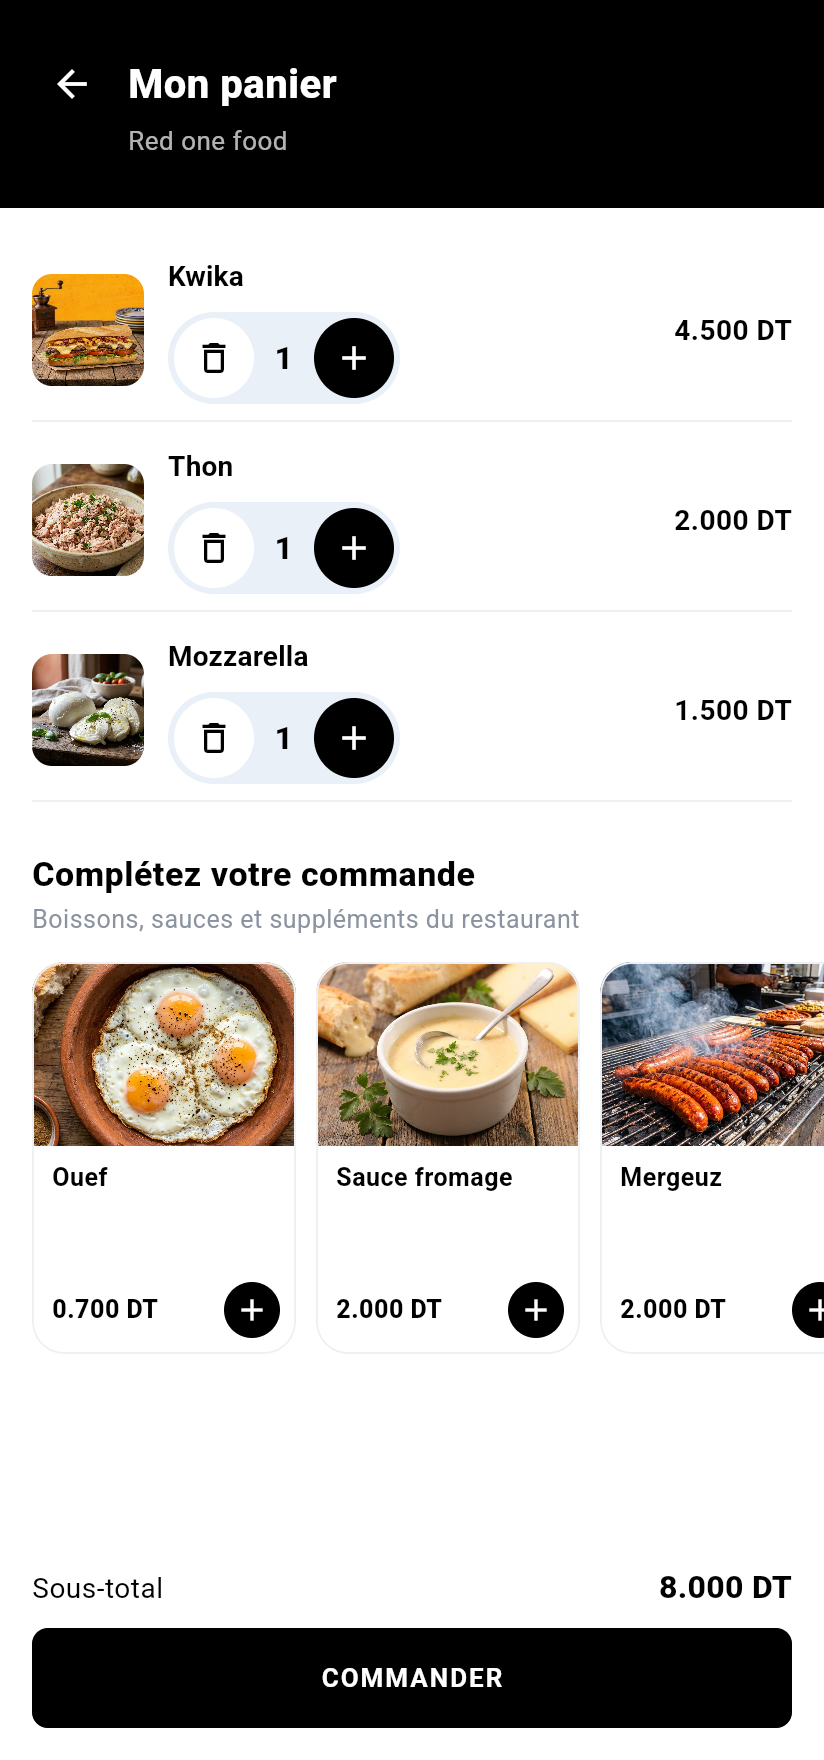 Mon panier
Red one food
Kwika
1
4.500 DT
Thon
1
2.000 DT
Mozzarella
1
1.500 DT
Complétez votre commande
Boissons, sauces et suppléments du restaurant
Ouef
Sauce fromage
Mergeuz
0.700 DT
2.000 DT
2.000 DT
Sous-total
8.000 DT
COMMANDER